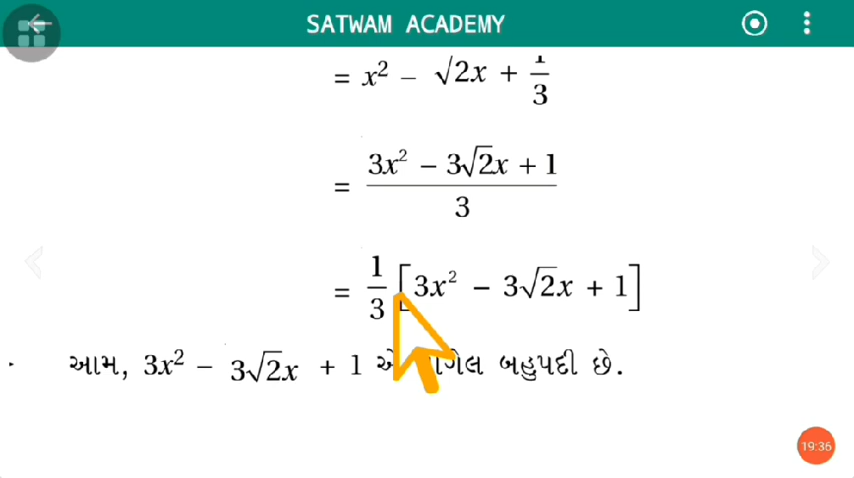 SATWAM ACADEMY
= x² − √2x + 1/3
= (3x² − 3√2x + 1)/3
= 1/3 [3x² − 3√2x + 1]
આમ, 3x² − 3√2x + 1 એ બહુપદી છે.
19:36